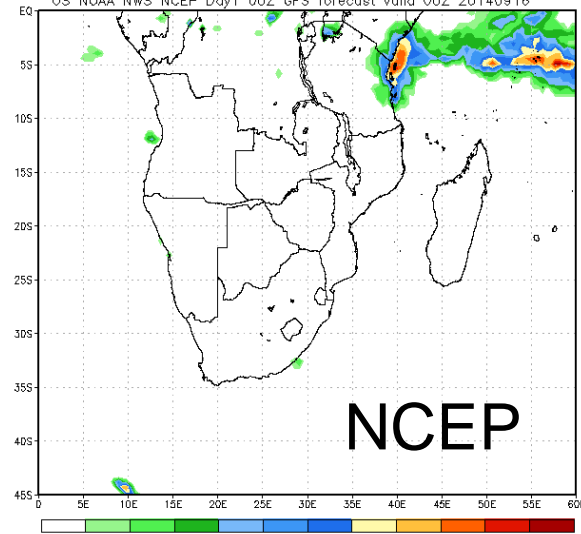 US NOAA NWS NCEP Day1 00Z GFS forecast valid 00Z 20140916
EQ
5S
10S
15S
20S
25S
30S
35S
40S
45S
NCEP
0 5E 10E 15E 20E 25E 30E 35E 40E 45E 50E 55E 60E